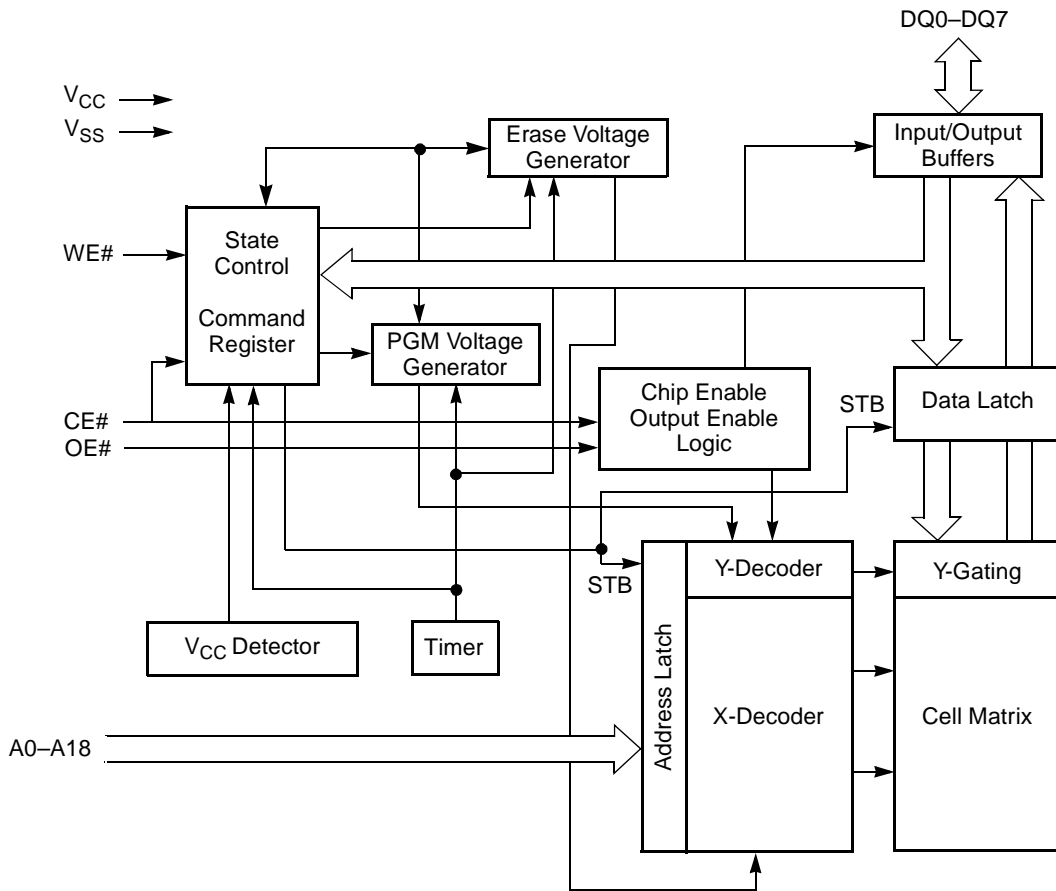 DQ0–DQ7
VCC
VSS
Erase Voltage
Generator
Input/Output
Buffers
WE#
State
Control
Command
Register
PGM Voltage
Generator
Chip Enable
Output Enable
Logic
STB
Data Latch
CE#
OE#
STB
Address Latch
Y-Decoder
Y-Gating
VCC Detector
Timer
X-Decoder
Cell Matrix
A0–A18